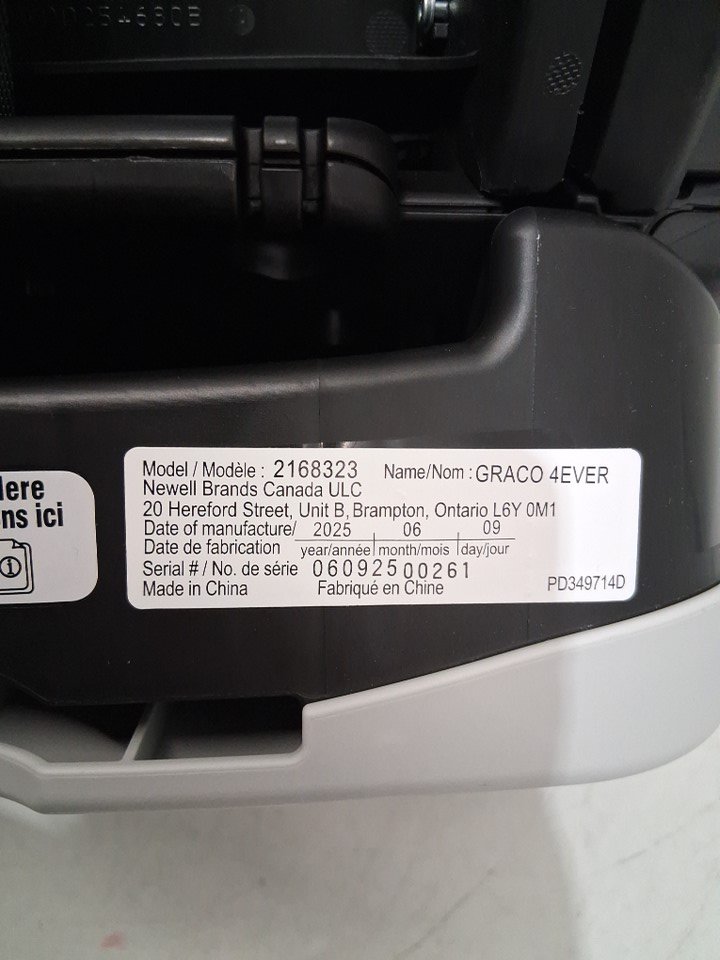 lere
ns ici
Model / Modèle : 2168323 Name/Nom : GRACO 4EVER
Newell Brands Canada ULC
20 Hereford Street, Unit B, Brampton, Ontario L6Y 0M1
Date of manufacture/ 2025 06 09
Date de fabrication year/année month/mois day/jour
Serial # / No. de série 06092500261
Made in China Fabriqué en Chine PD349714D